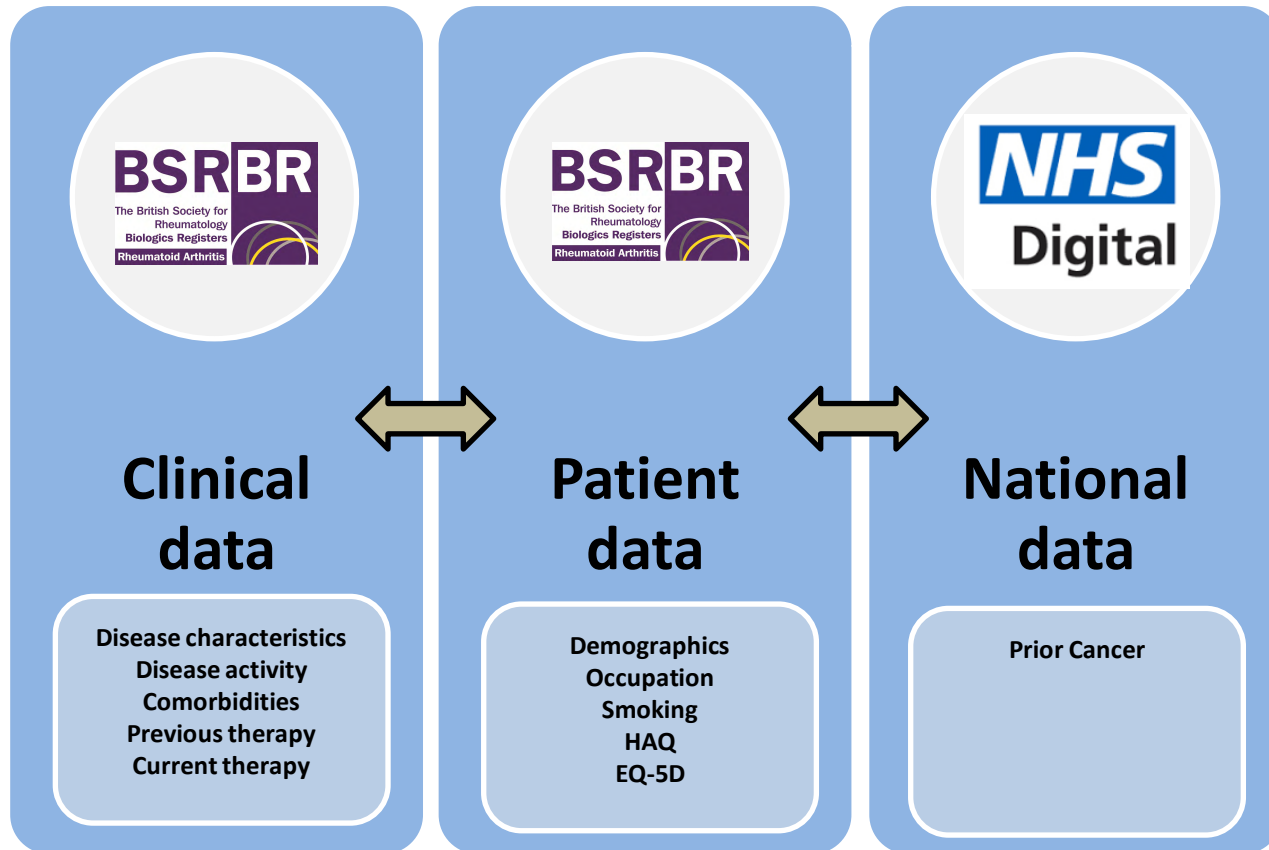 BSRBR
The British Society for
Rheumatology
Biologics Registers
Rheumatoid Arthritis
Clinical
data
Disease characteristics
Disease activity
Comorbidities
Previous therapy
Current therapy
BSRBR
The British Society for
Rheumatology
Biologics Registers
Rheumatoid Arthritis
Patient
data
Demographics
Occupation
Smoking
HAQ
EQ-5D
NHS
Digital
National
data
Prior Cancer